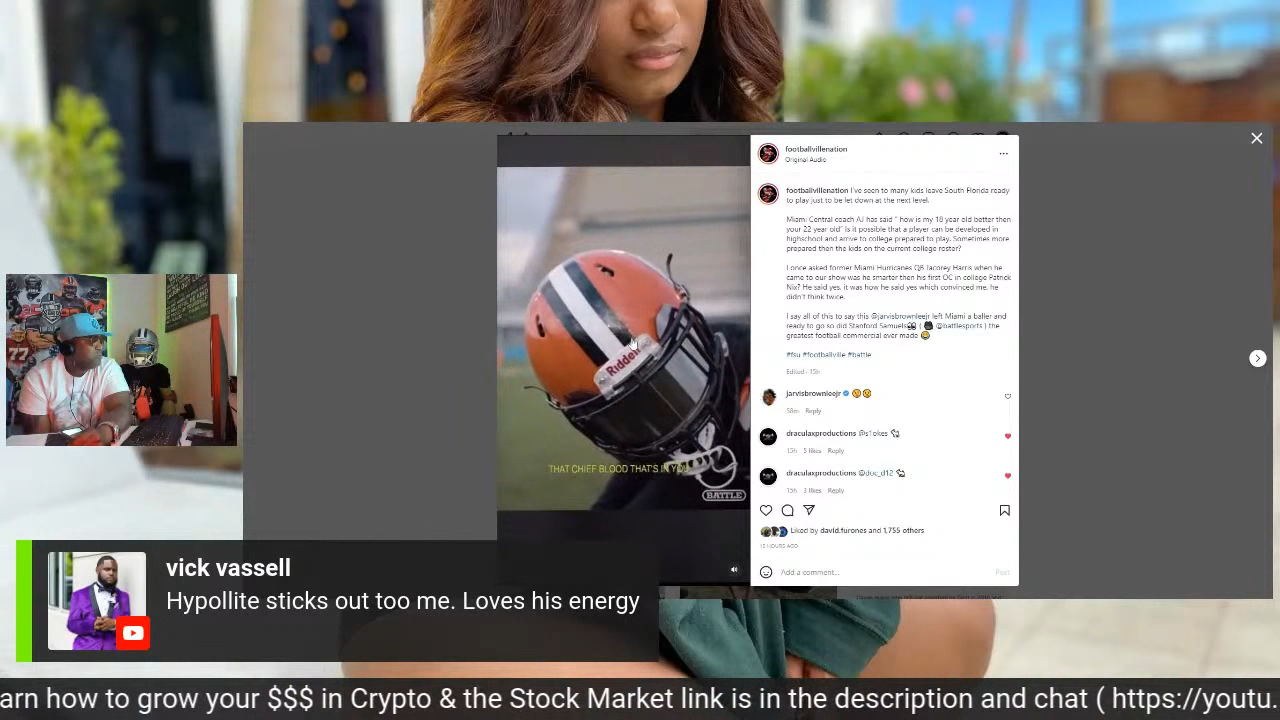 footballvillenation
Original Audio
footballvillenation I've seen to many kids leave South Florida ready
to play just to be let down at the next level.
Miami Central coach AJ has said " how is my 18 year old better then
your 22 year old" Is it possible that a player can be developed in
highschool and arrive to college prepared to play. Sometimes more
prepared then the kids on the current college roster?
I once asked former Miami Hurricanes QB Jacorey Harris when he
came to our show was he smarter then his first OC in college Patrick
Nix? He said yes, it was how he said yes which convinced me, he
didn't think twice.
I say all of this to say this @jarvisbrownleejr left Miami a baller and
ready to go so did Stanford Samuels ( @battlesports ) the
greatest football commercial ever made
#fsu #footballville #battle
Edited · 15h
jarvisbrownleejr
58m Reply
draculaxproductions @s1okes
15h 5 likes Reply
draculaxproductions @doc_d12
15h 3 likes Reply
Liked by david.furones and 1,755 others
15 HOURS AGO
Add a comment... Post
Riddell
THAT CHIEF BLOOD THAT'S IN YOU
BATTLE
77
vick vassell
Hypollite sticks out too me. Loves his energy
arn how to grow your $$$ in Crypto & the Stock Market link is in the description and chat ( https://youtu.